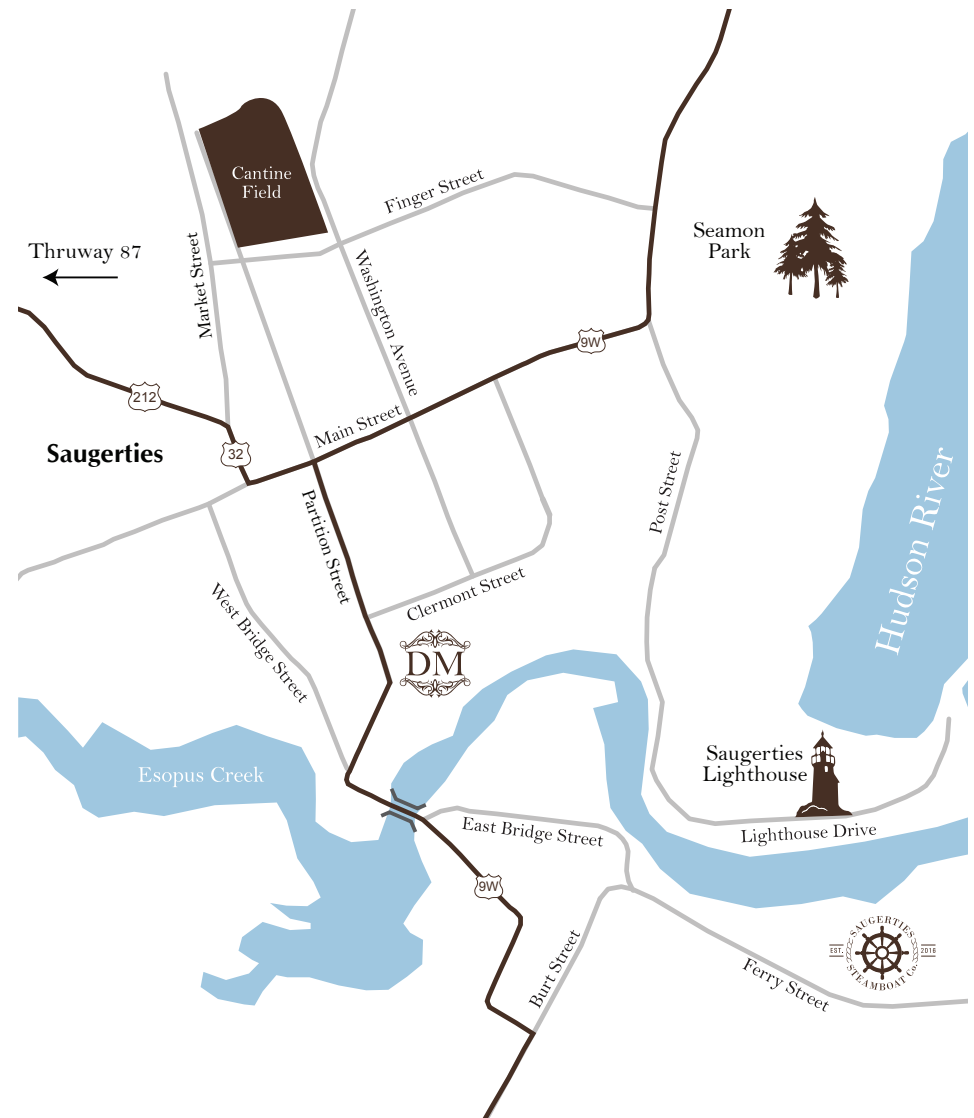 Cantine
Field
Finger Street
Seamon
Park
Thruway 87
Market Street
Washington Avenue
9W
212
Main Street
32
Saugerties
Post Street
Hudson River
Partition Street
Clermont Street
West Bridge Street
DM
Saugerties
Lighthouse
Esopus Creek
Lighthouse Drive
East Bridge Street
9W
SAUGERTIES
EST. 2016
STEAMBOAT Co.
Burt Street
Ferry Street